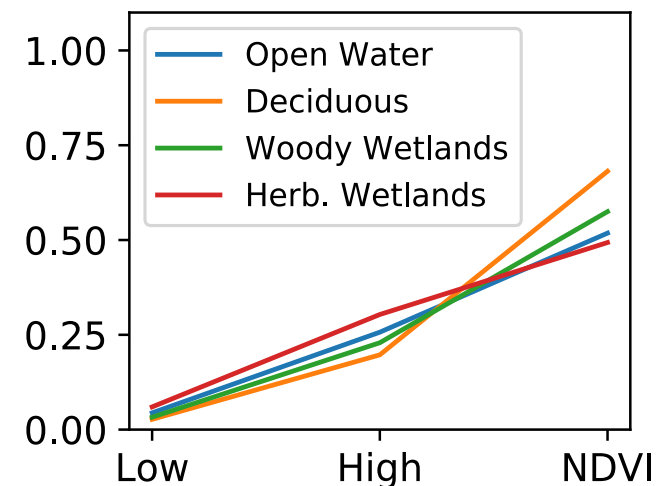 1.00
0.75
0.50
0.25
0.00
Open Water
Deciduous
Woody Wetlands
Herb. Wetlands
Low
High
NDVI